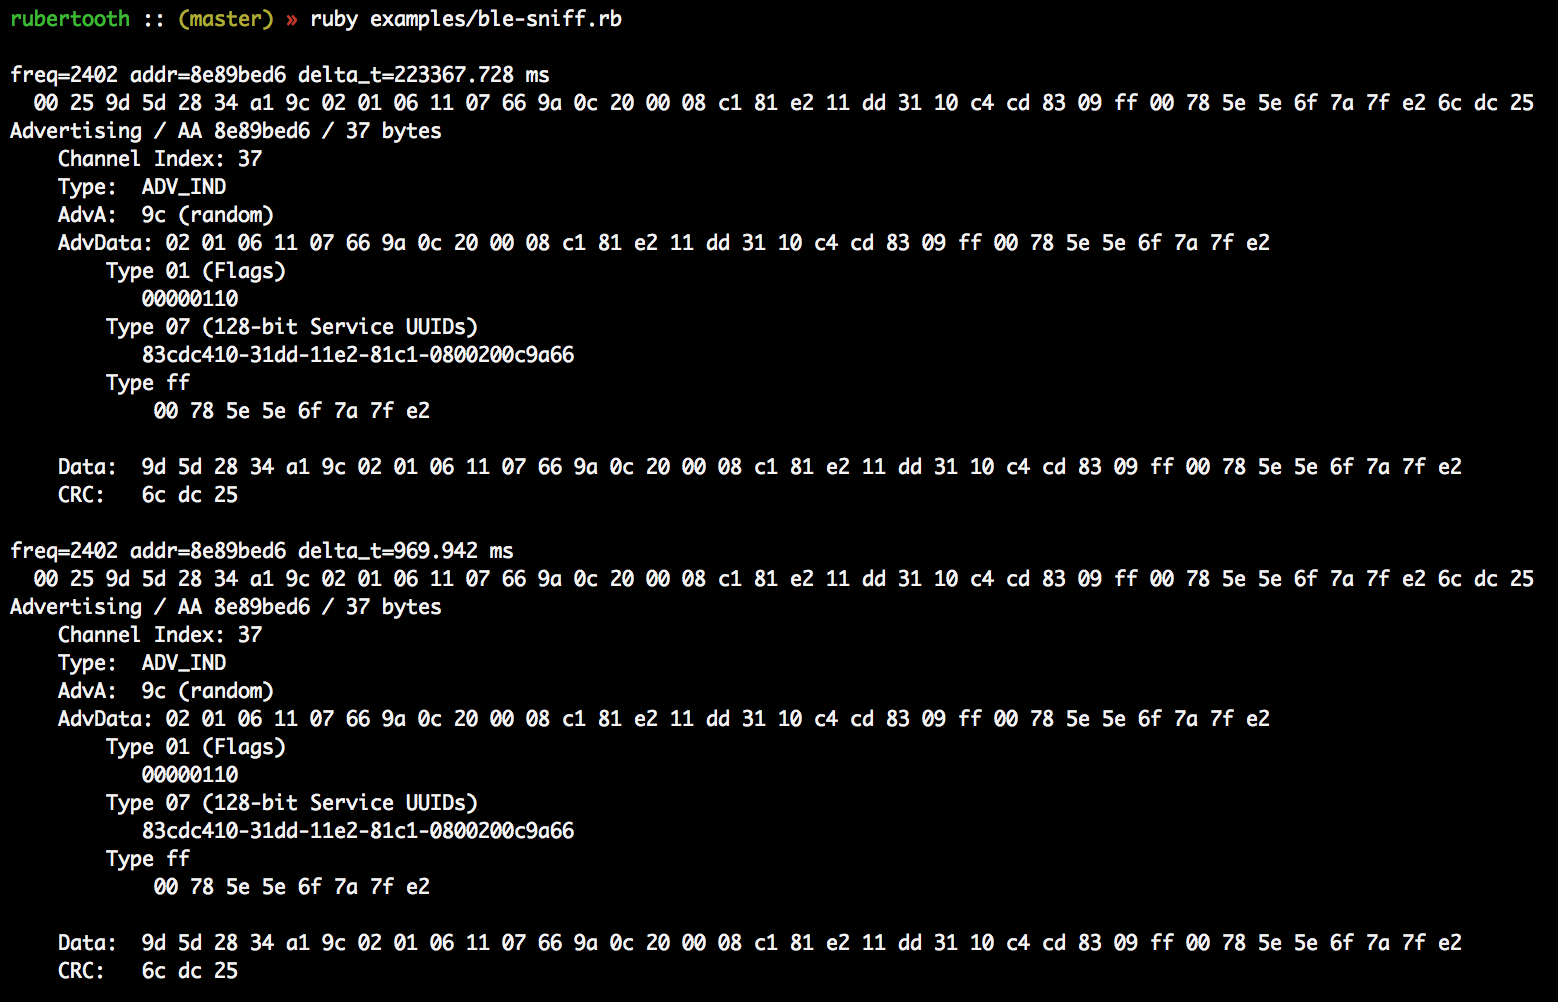 rubertooth :: (master) » ruby examples/ble-sniff.rb
freq=2402 addr=8e89bed6 delta_t=223367.728 ms
00 25 9d 5d 28 34 a1 9c 02 01 06 11 07 66 9a 0c 20 00 08 c1 81 e2 11 dd 31 10 c4 cd 83 09 ff 00 78 5e 5e 6f 7a 7f e2 6c dc 25
Advertising / AA 8e89bed6 / 37 bytes
Channel Index: 37
Type: ADV_IND
AdvA: 9c (random)
AdvData: 02 01 06 11 07 66 9a 0c 20 00 08 c1 81 e2 11 dd 31 10 c4 cd 83 09 ff 00 78 5e 5e 6f 7a 7f e2
Type 01 (Flags)
00000110
Type 07 (128-bit Service UUIDs)
83cdc410-31dd-11e2-81c1-0800200c9a66
Type ff
00 78 5e 5e 6f 7a 7f e2
Data: 9d 5d 28 34 a1 9c 02 01 06 11 07 66 9a 0c 20 00 08 c1 81 e2 11 dd 31 10 c4 cd 83 09 ff 00 78 5e 5e 6f 7a 7f e2
CRC: 6c dc 25
freq=2402 addr=8e89bed6 delta_t=969.942 ms
00 25 9d 5d 28 34 a1 9c 02 01 06 11 07 66 9a 0c 20 00 08 c1 81 e2 11 dd 31 10 c4 cd 83 09 ff 00 78 5e 5e 6f 7a 7f e2 6c dc 25
Advertising / AA 8e89bed6 / 37 bytes
Channel Index: 37
Type: ADV_IND
AdvA: 9c (random)
AdvData: 02 01 06 11 07 66 9a 0c 20 00 08 c1 81 e2 11 dd 31 10 c4 cd 83 09 ff 00 78 5e 5e 6f 7a 7f e2
Type 01 (Flags)
00000110
Type 07 (128-bit Service UUIDs)
83cdc410-31dd-11e2-81c1-0800200c9a66
Type ff
00 78 5e 5e 6f 7a 7f e2
Data: 9d 5d 28 34 a1 9c 02 01 06 11 07 66 9a 0c 20 00 08 c1 81 e2 11 dd 31 10 c4 cd 83 09 ff 00 78 5e 5e 6f 7a 7f e2
CRC: 6c dc 25